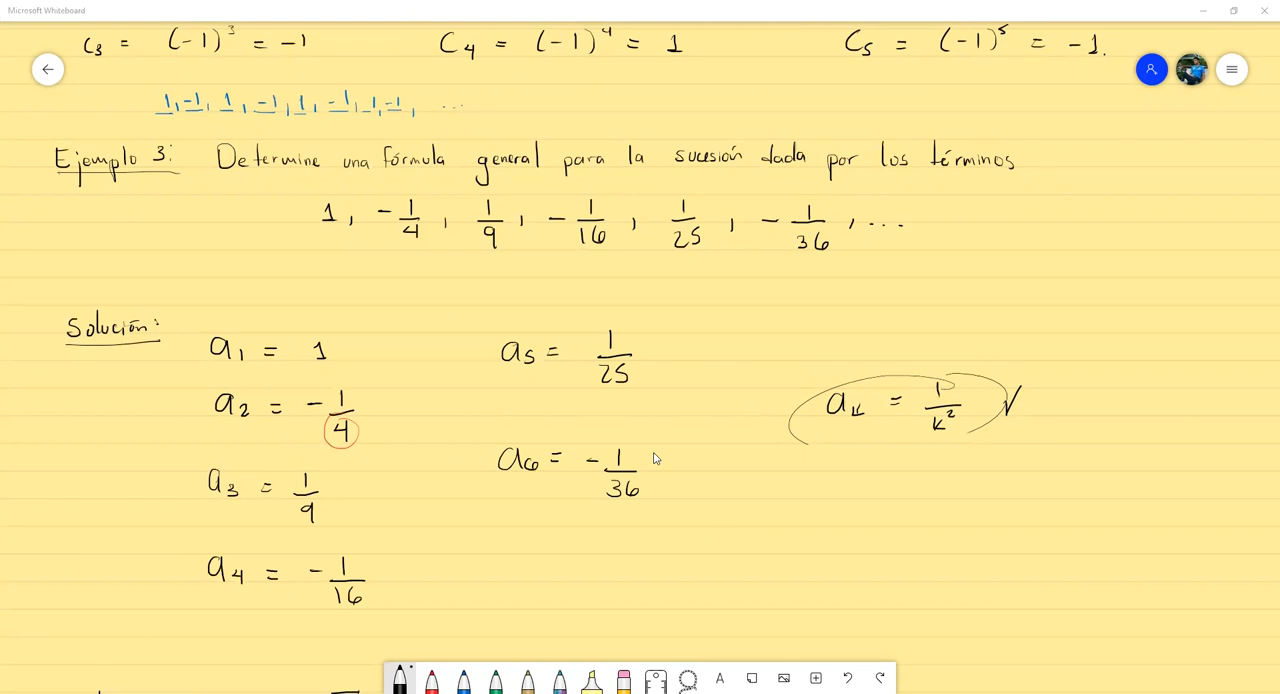 Microsoft Whiteboard
C₃ = (-1)³ = -1 C₄ = (-1)⁴ = 1 C₅ = (-1)⁵ = -1.
1, -1, 1, -1, 1, -1, 1, -1, ...
Ejemplo 3: Determine una fórmula general para la sucesión dada por los términos
1, -1/4, 1/9, -1/16, 1/25, -1/36, ...
Solución:
a₁ = 1 a₅ = 1/25
a₂ = -1/4 aₖ = 1/k² ✓
a₃ = 1/9 a₆ = -1/36
a₄ = -1/16
A